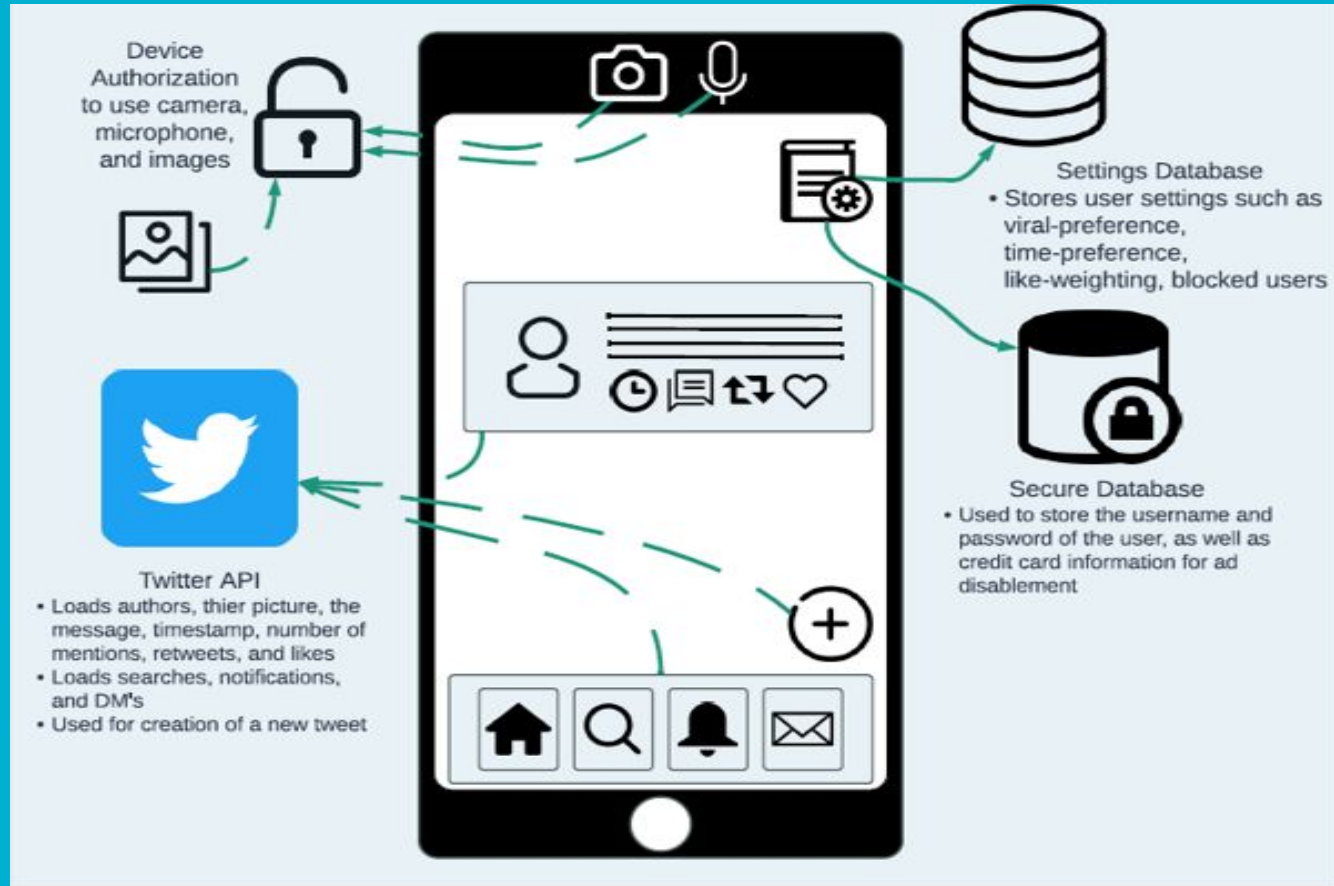 Device
Authorization
to use camera,
microphone,
and images
Settings Database
• Stores user settings such as
viral-preference,
time-preference,
like-weighting, blocked users
Secure Database
• Used to store the username and
password of the user, as well as
credit card information for ad
disablement
Twitter API
• Loads authors, thier picture, the
message, timestamp, number of
mentions, retweets, and likes
• Loads searches, notifications,
and DM's
• Used for creation of a new tweet